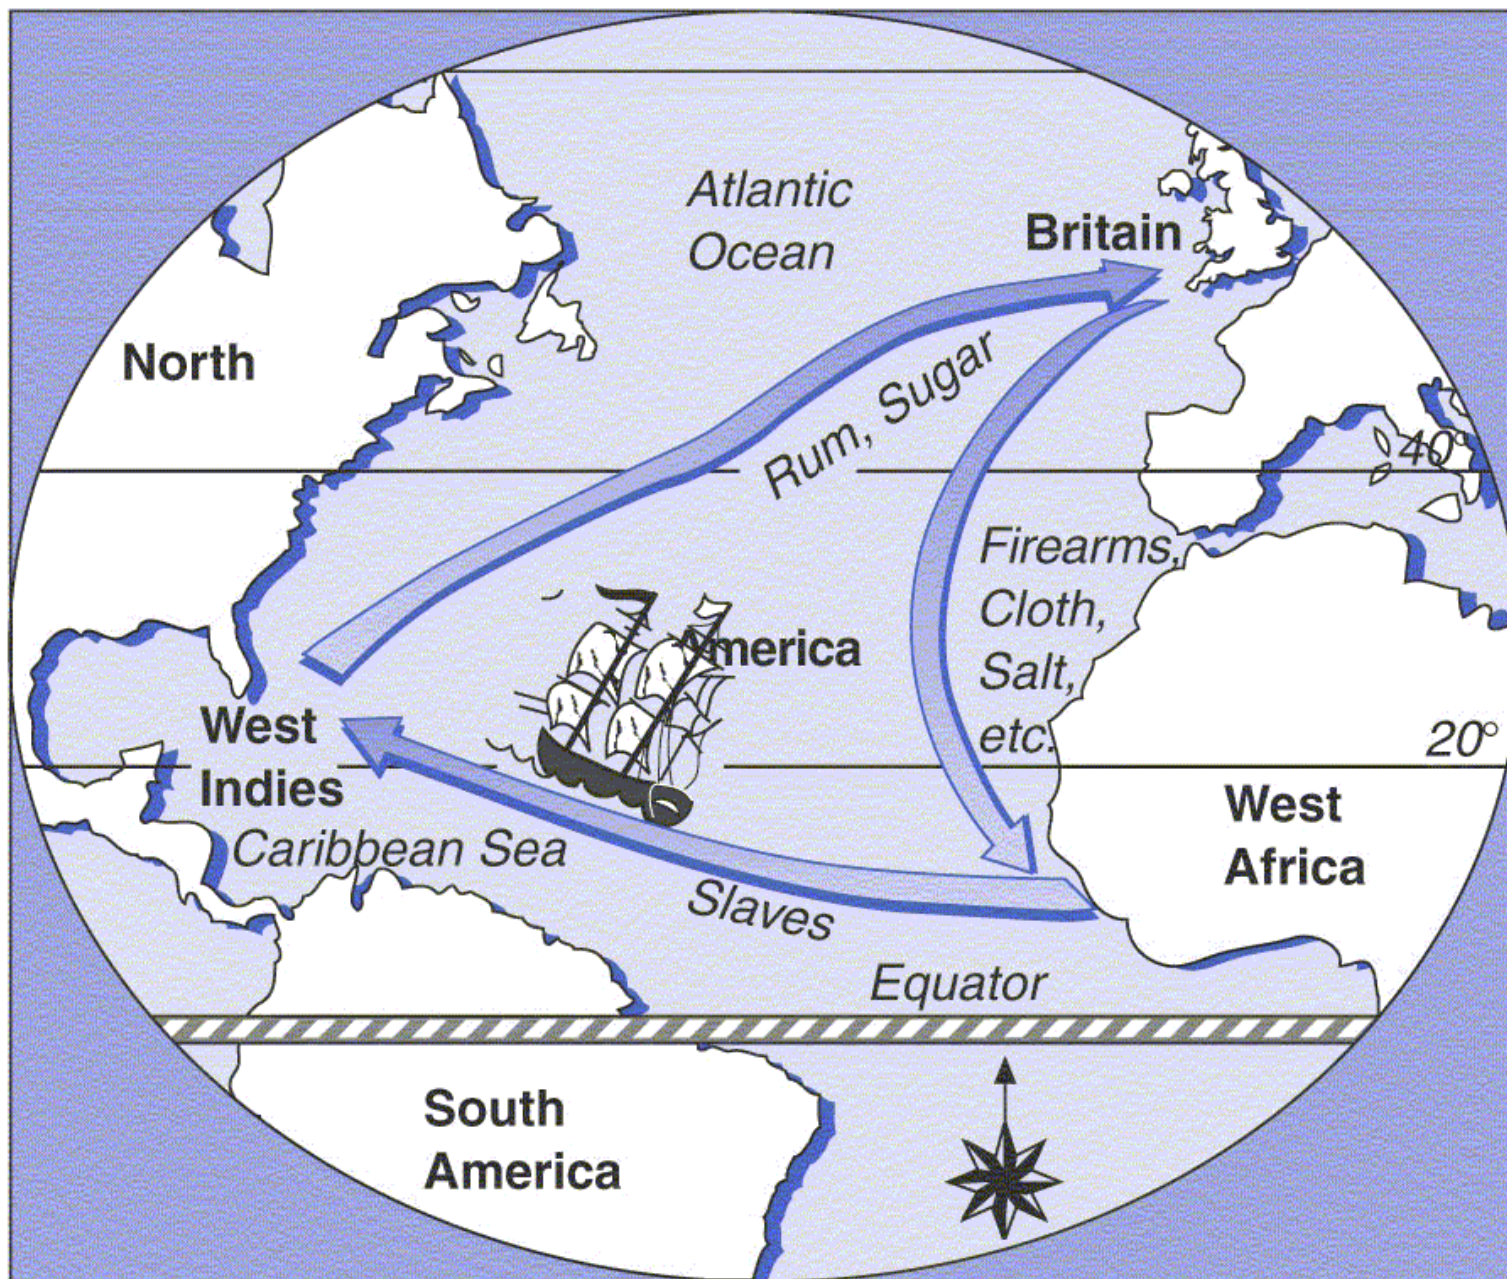 Atlantic
Ocean
Britain
North
Rum, Sugar
40°
Firearms,
Cloth,
Salt,
etc.
America
West
Indies
20°
West
Africa
Caribbean Sea
Slaves
Equator
South
America